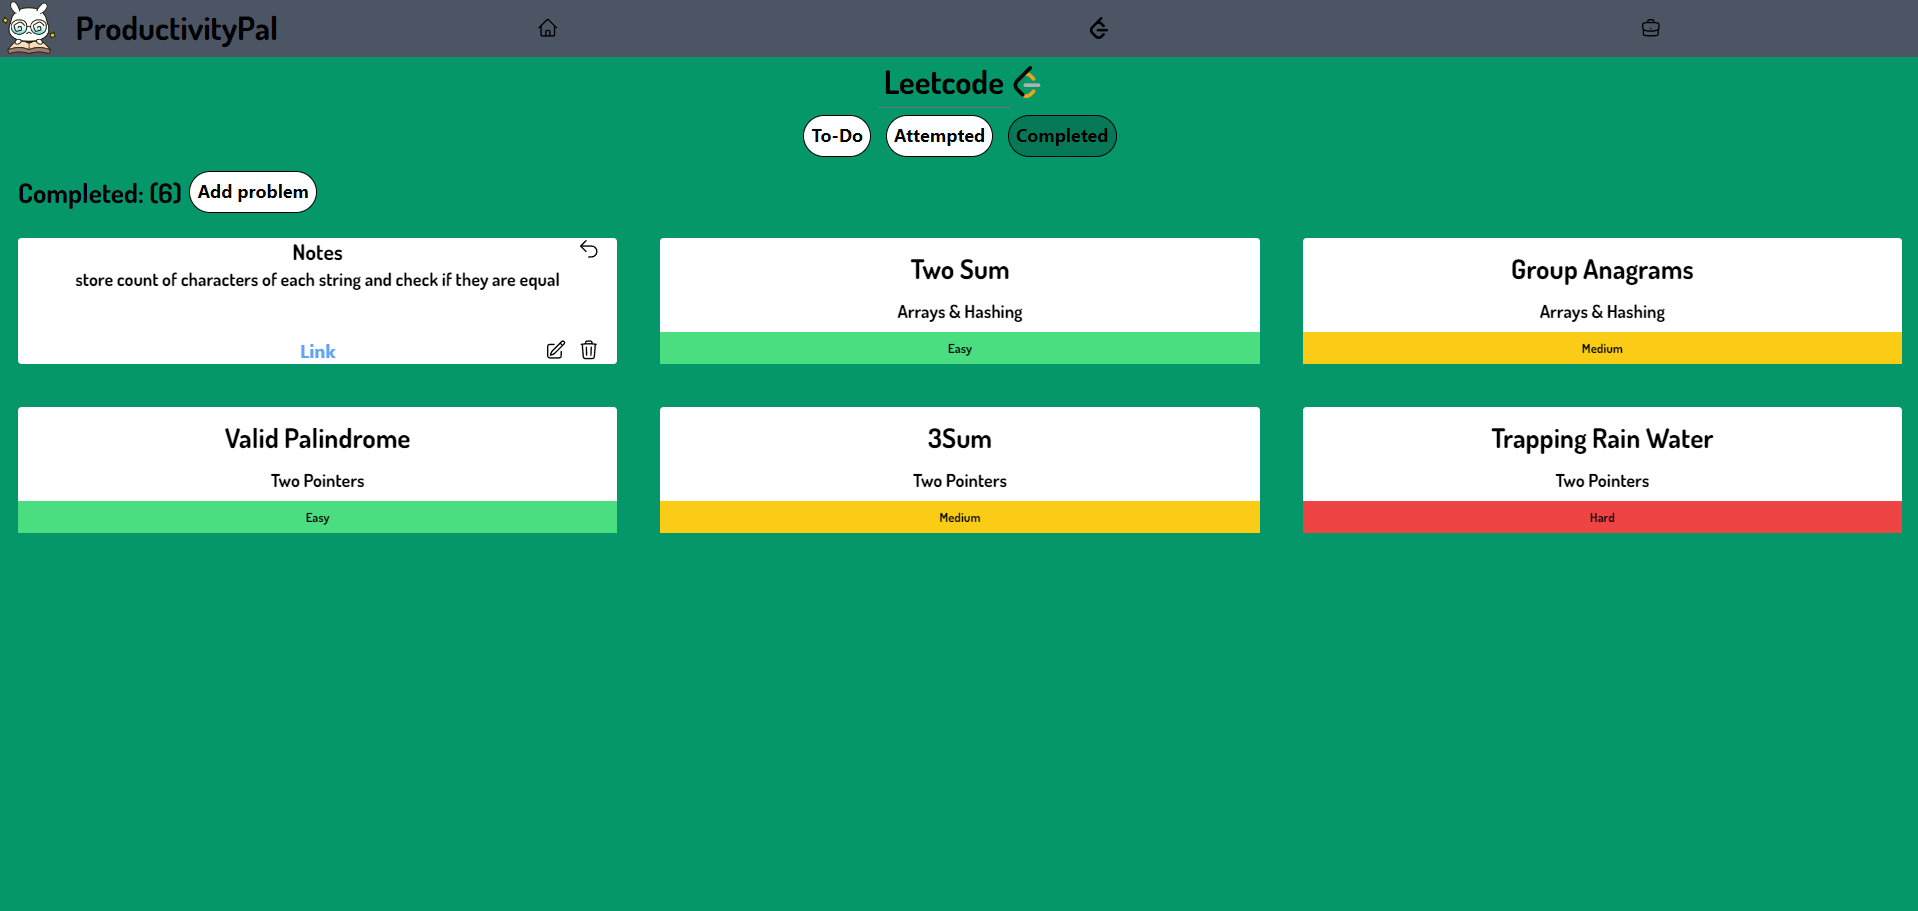 ProductivityPal
Leetcode
To-Do Attempted Completed
Completed: (6) Add problem
Notes
store count of characters of each string and check if they are equal
Link
Two Sum
Arrays & Hashing
Easy
Group Anagrams
Arrays & Hashing
Medium
Valid Palindrome
Two Pointers
Easy
3Sum
Two Pointers
Medium
Trapping Rain Water
Two Pointers
Hard